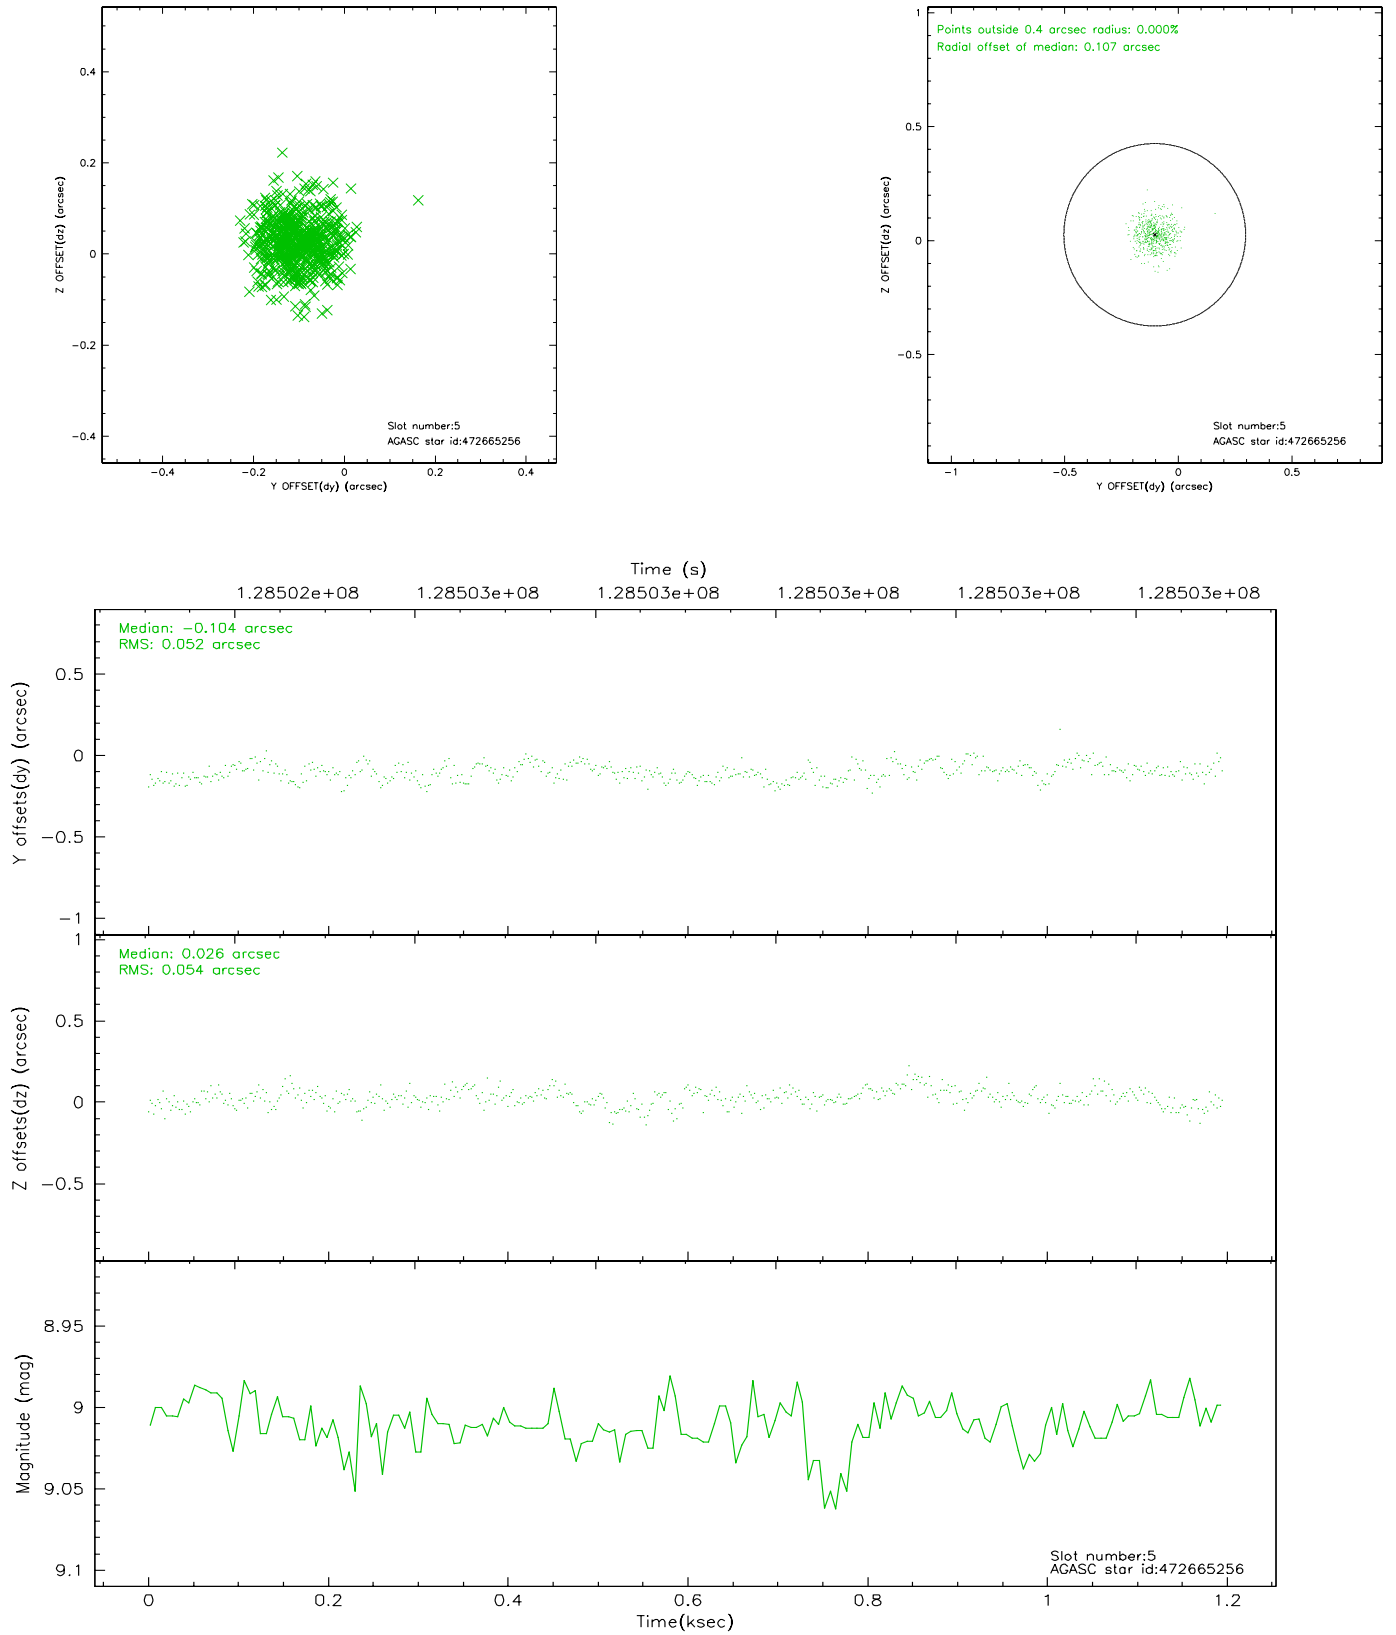 0.4
0.2
0
−0.2
−0.4
Z OFFSET(dz) (arcsec)
Slot number:5
AGASC star id:472665256
−0.4 −0.2 0 0.2 0.4
Y OFFSET(dy) (arcsec)
Points outside 0.4 arcsec radius: 0.000%
Radial offset of median: 0.107 arcsec
1
0.5
0
−0.5
Z OFFSET(dz) (arcsec)
Slot number:5
AGASC star id:472665256
−1 −0.5 0 0.5
Y OFFSET(dy) (arcsec)
Time (s)
1.28502e+08 1.28503e+08 1.28503e+08 1.28503e+08 1.28503e+08 1.28503e+08
Median: −0.104 arcsec
RMS: 0.052 arcsec
0.5
0
−0.5
−1
Y offsets(dy) (arcsec)
Median: 0.026 arcsec
RMS: 0.054 arcsec
1
0.5
0
−0.5
Z offsets(dz) (arcsec)
8.95
9
9.05
9.1
Magnitude (mag)
Slot number:5
AGASC star id:472665256
0 0.2 0.4 0.6 0.8 1 1.2
Time(ksec)